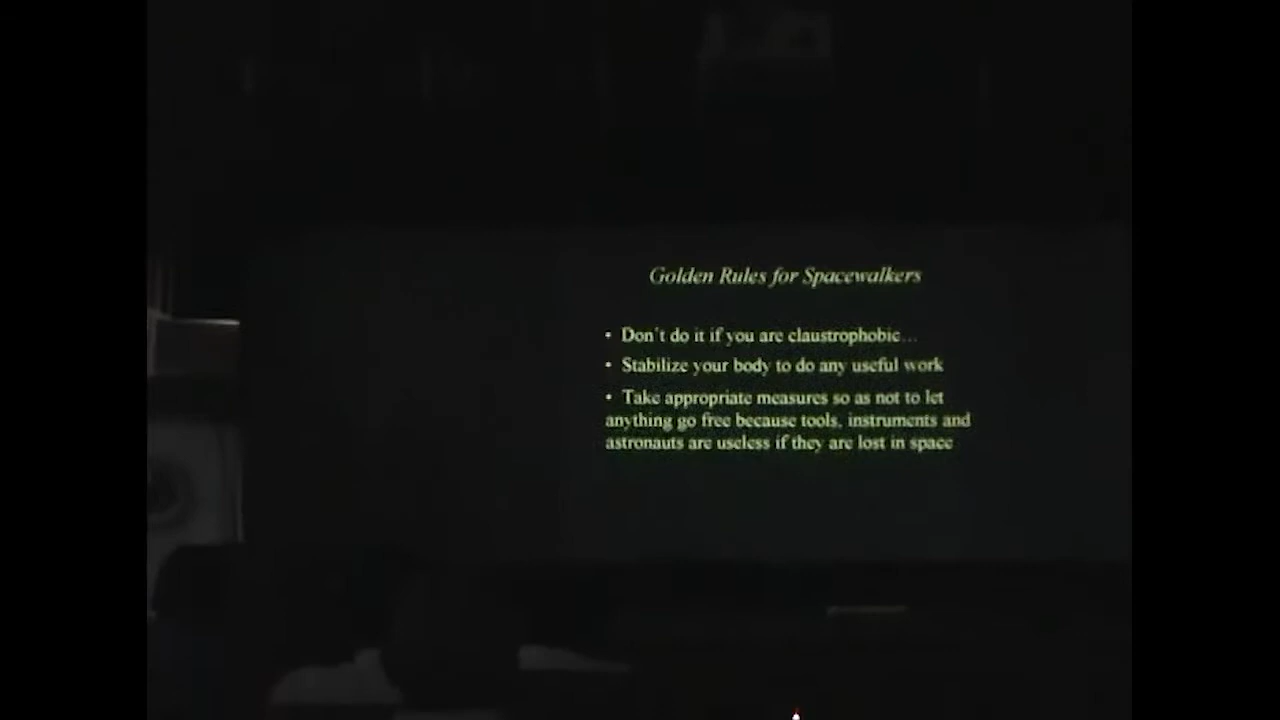 Golden Rules for Spacewalkers
• Don't do it if you are claustrophobic...
• Stabilize your body to do any useful work
• Take appropriate measures so as not to let
anything go free because tools, instruments and
astronauts are useless if they are lost in space